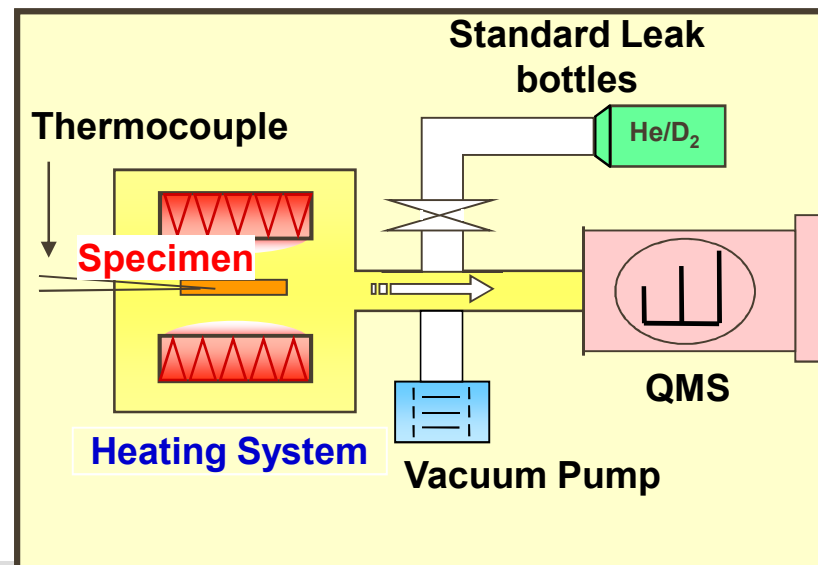 Standard Leak
bottles
Thermocouple
He/D₂
Specimen
QMS
Heating System
Vacuum Pump